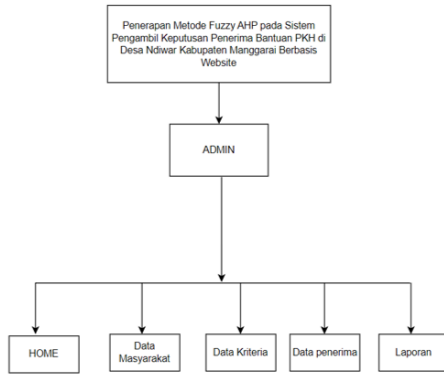 Penerapan Metode Fuzzy AHP pada Sistem
Pengambil Keputusan Penerima Bantuan PKH di
Desa Ndiwar Kabupaten Manggarai Berbasis
Website
ADMIN
HOME
Data
Masyarakat
Data Kriteria
Data penerima
Laporan